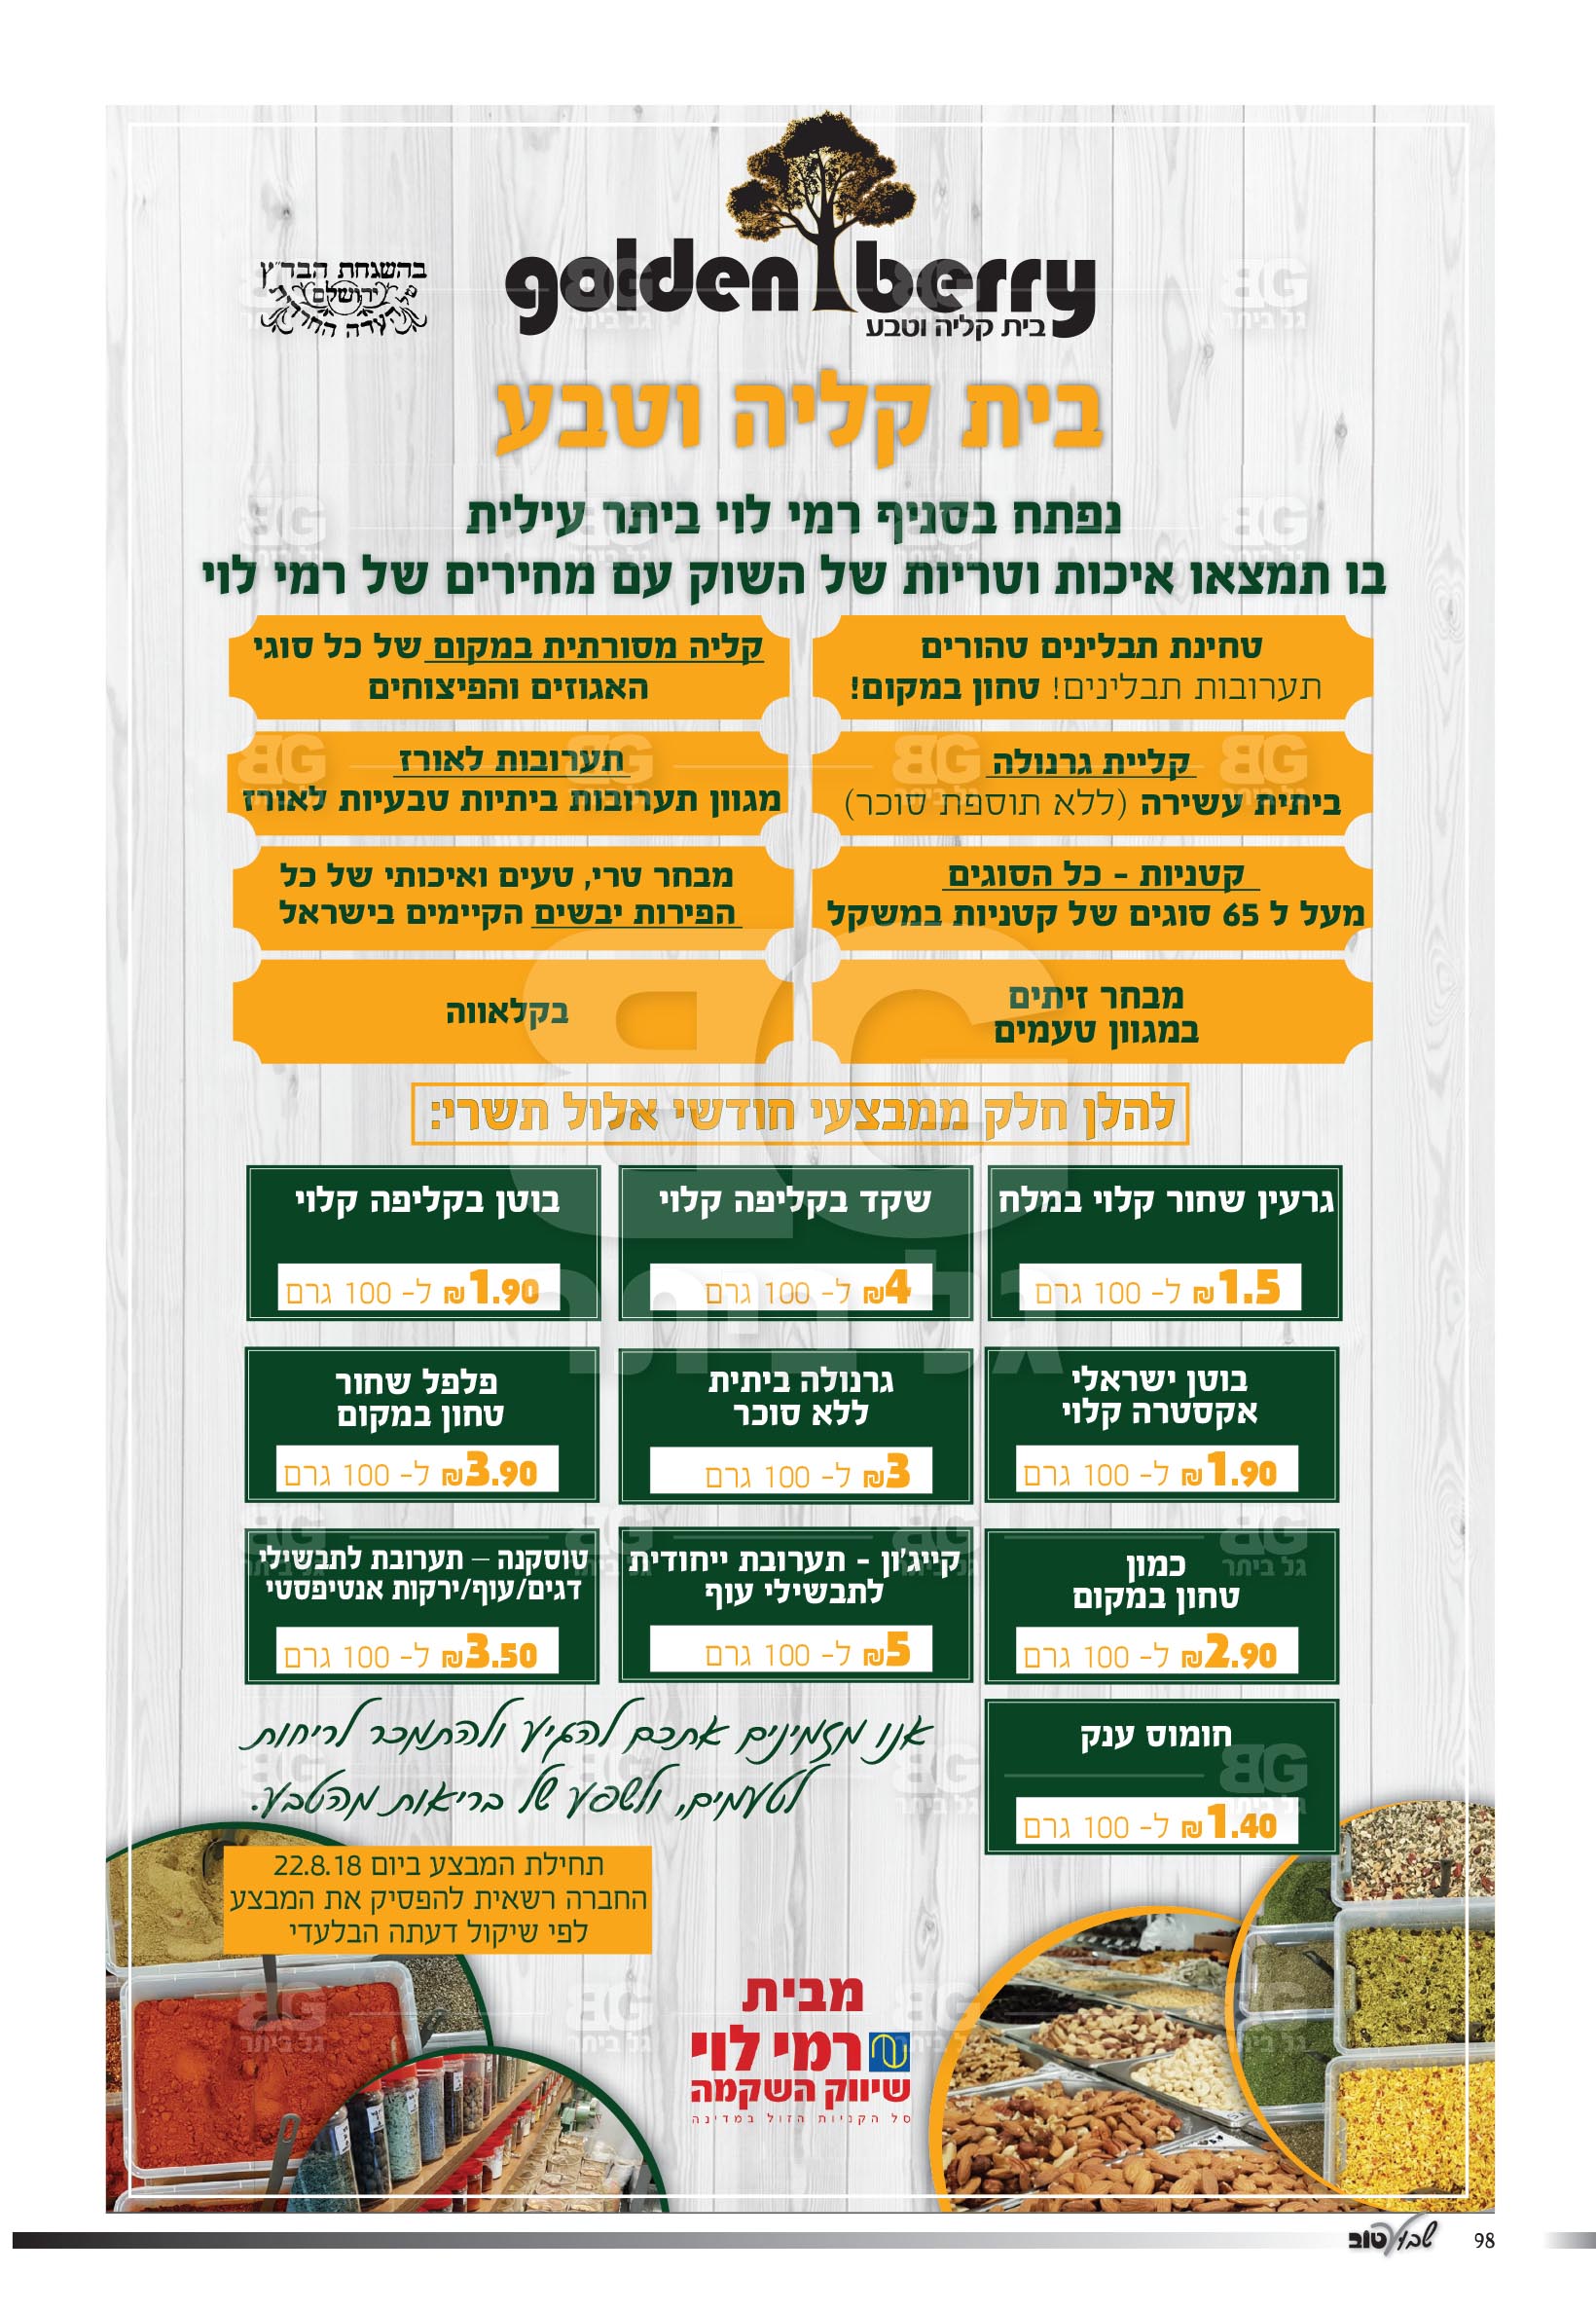 golden berry
בית קליה וטבע
בהשגחת הבד"ץ
ירושלם
העדה החרדית
בית קליה וטבע
נפתח בסניף רמי לוי ביתר עילית
בו תמצאו איכות וטריות של השוק עם מחירים של רמי לוי
טחינת תבלינים טהורים
תערובות תבלינים! טחון במקום!
קליה מסורתית במקום של כל סוגי
האגוזים והפיצוחים
קליית גרנולה
ביתית עשירה (ללא תוספת סוכר)
תערובות לאורז
מגוון תערובות ביתיות טבעיות לאורז
קטניות - כל הסוגים
מעל ל 65 סוגים של קטניות במשקל
מבחר טרי, טעים ואיכותי של כל
הפירות יבשים הקיימים בישראל
מבחר זיתים
במגוון טעמים
בקלאווה
להלן חלק ממבצעי חודשי אלול תשרי:
גרעין שחור קלוי במלח
1.5₪ ל- 100 גרם
שקד בקליפה קלוי
4₪ ל- 100 גרם
בוטן בקליפה קלוי
1.90₪ ל- 100 גרם
בוטן ישראלי
אקסטרה קלוי
1.90₪ ל- 100 גרם
גרנולה ביתית
ללא סוכר
3₪ ל- 100 גרם
פלפל שחור
טחון במקום
3.90₪ ל- 100 גרם
כמון
טחון במקום
2.90₪ ל- 100 גרם
קייג'ון - תערובת ייחודית
לתבשילי עוף
5₪ ל- 100 גרם
טוסקנה – תערובת לתבשילי
דגים/עוף/ירקות אנטיפסטי
3.50₪ ל- 100 גרם
חומוס ענק
1.40₪ ל- 100 גרם
אנו מזמינים אתכם להגיע ולהתמכר לריחות
לטעמים, ולשפע של בריאות מהטבע.
תחילת המבצע ביום 22.8.18
החברה רשאית להפסיק את המבצע
לפי שיקול דעתה הבלעדי
מבית
רמי לוי
שיווק השקמה
סל הקניות הזול במדינה
BG
גל ביתר
98 שבוע טוב